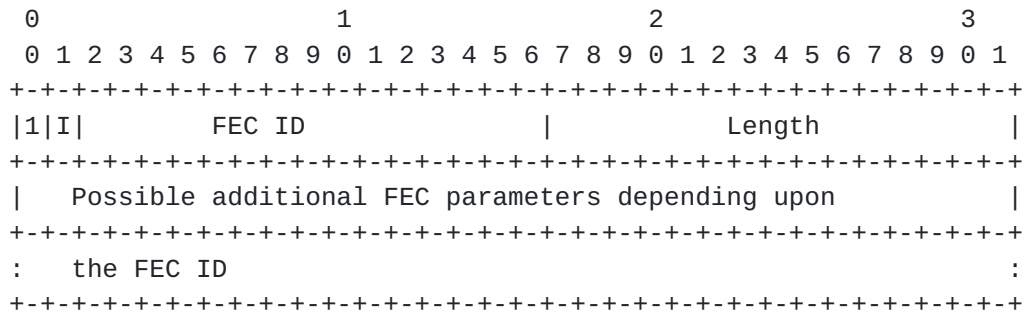 0                   1                   2                   3
 0 1 2 3 4 5 6 7 8 9 0 1 2 3 4 5 6 7 8 9 0 1 2 3 4 5 6 7 8 9 0 1
+-+-+-+-+-+-+-+-+-+-+-+-+-+-+-+-+-+-+-+-+-+-+-+-+-+-+-+-+-+-+-+-+
|1|I|        FEC ID               |           Length            |
+-+-+-+-+-+-+-+-+-+-+-+-+-+-+-+-+-+-+-+-+-+-+-+-+-+-+-+-+-+-+-+-+
|   Possible additional FEC parameters depending upon           |
+-+-+-+-+-+-+-+-+-+-+-+-+-+-+-+-+-+-+-+-+-+-+-+-+-+-+-+-+-+-+-+-+
:   the FEC ID                                                  :
+-+-+-+-+-+-+-+-+-+-+-+-+-+-+-+-+-+-+-+-+-+-+-+-+-+-+-+-+-+-+-+-+